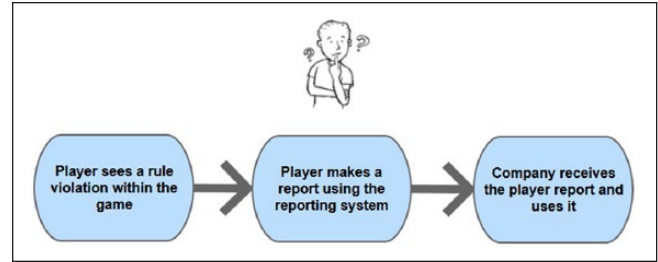 ? ?
Player sees a rule
violation within the
game
Player makes a
report using the
reporting system
Company receives
the player report and
uses it